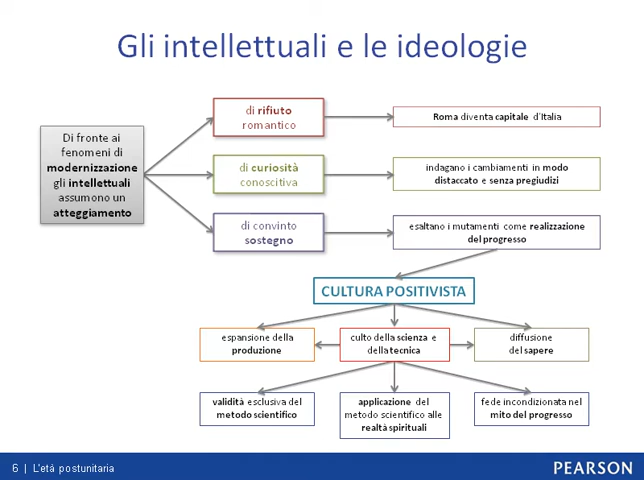 Gli intellettuali e le ideologie
Di fronte ai
fenomeni di
modernizzazione
gli intellettuali
assumono un
atteggiamento
di rifiuto
romantico
Roma diventa capitale d'Italia
di curiosità
conoscitiva
indagano i cambiamenti in modo
distaccato e senza pregiudizi
di convinto
sostegno
esaltano i mutamenti come realizzazione
del progresso
CULTURA POSITIVISTA
espansione della
produzione
culto della scienza e
della tecnica
diffusione
del sapere
validità esclusiva del
metodo scientifico
applicazione del
metodo scientifico alle
realtà spirituali
fede incondizionata nel
mito del progresso
6 | L'età postunitaria
PEARSON